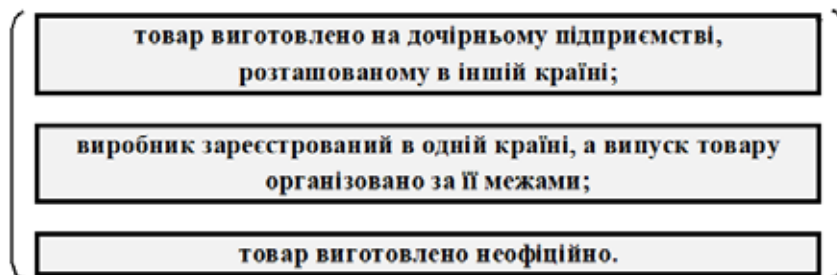 товар виготовлено на дочірньому підприємстві,
розташованому в іншій країні;
виробник зареєстрований в одній країні, а випуск товару
організовано за її межами;
товар виготовлено неофіційно.